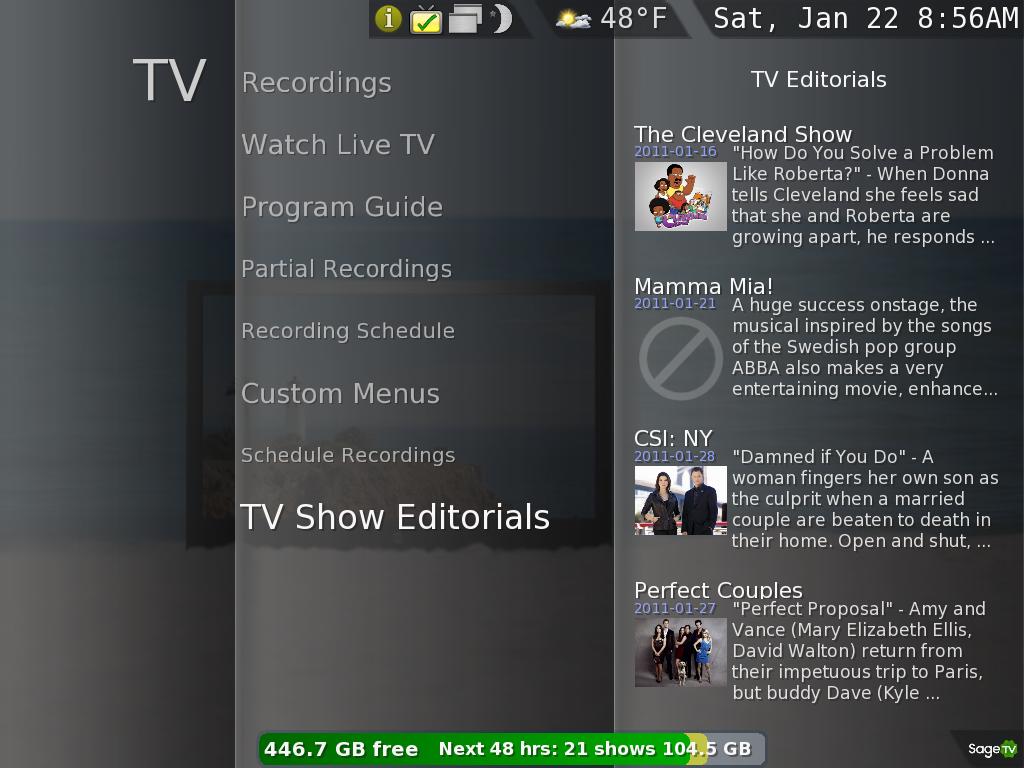 48°F
Sat, Jan 22 8:56AM
TV
Recordings
Watch Live TV
Program Guide
Partial Recordings
Recording Schedule
Custom Menus
Schedule Recordings
TV Show Editorials
TV Editorials
The Cleveland Show
2011-01-16
"How Do You Solve a Problem
Like Roberta?" - When Donna
tells Cleveland she feels sad
that she and Roberta are
growing apart, he responds ...
Mamma Mia!
2011-01-21
A huge success onstage, the
musical inspired by the songs
of the Swedish pop group
ABBA also makes a very
entertaining movie, enhance...
CSI: NY
2011-01-28
"Damned if You Do" - A
woman fingers her own son as
the culprit when a married
couple are beaten to death in
their home. Open and shut, ...
Perfect Couples
2011-01-27
"Perfect Proposal" - Amy and
Vance (Mary Elizabeth Ellis,
David Walton) return from
their impetuous trip to Paris,
but buddy Dave (Kyle ...
446.7 GB free Next 48 hrs: 21 shows 104.5 GB
SageTV